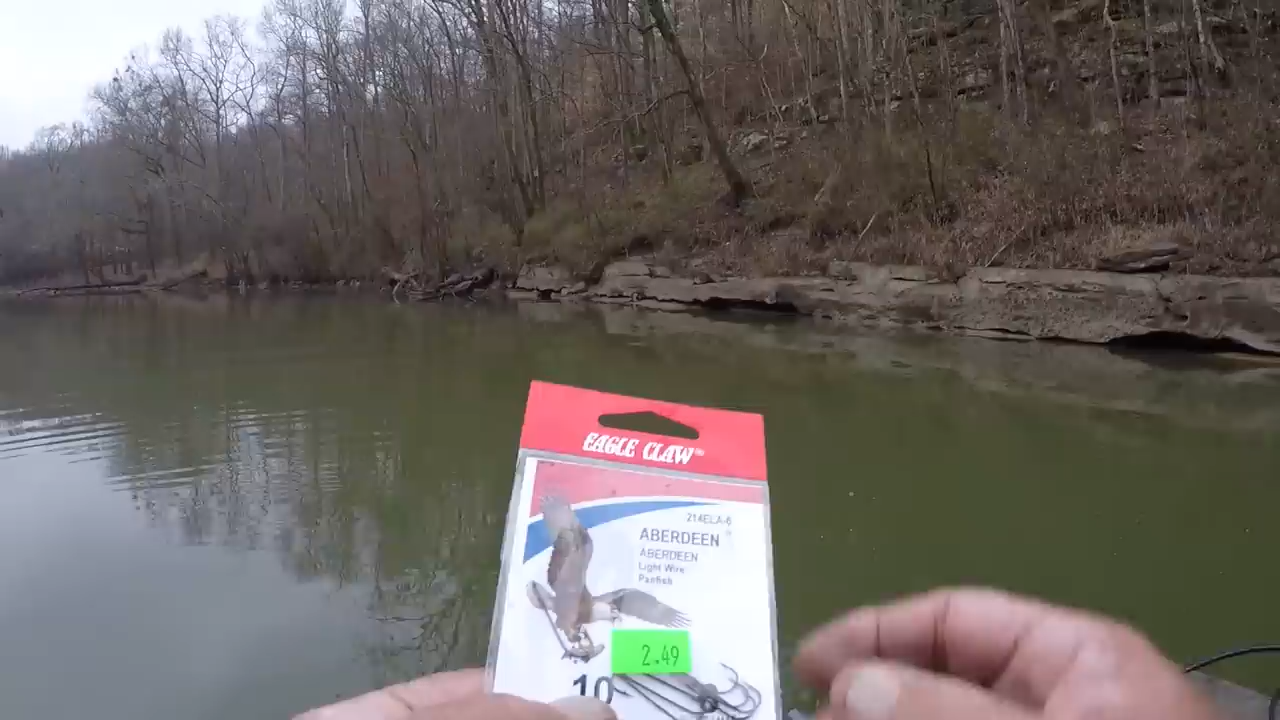 EAGLE CLAW®
214ELA-6
ABERDEEN
ABERDEEN
Light Wire
Panfish
2.49
10